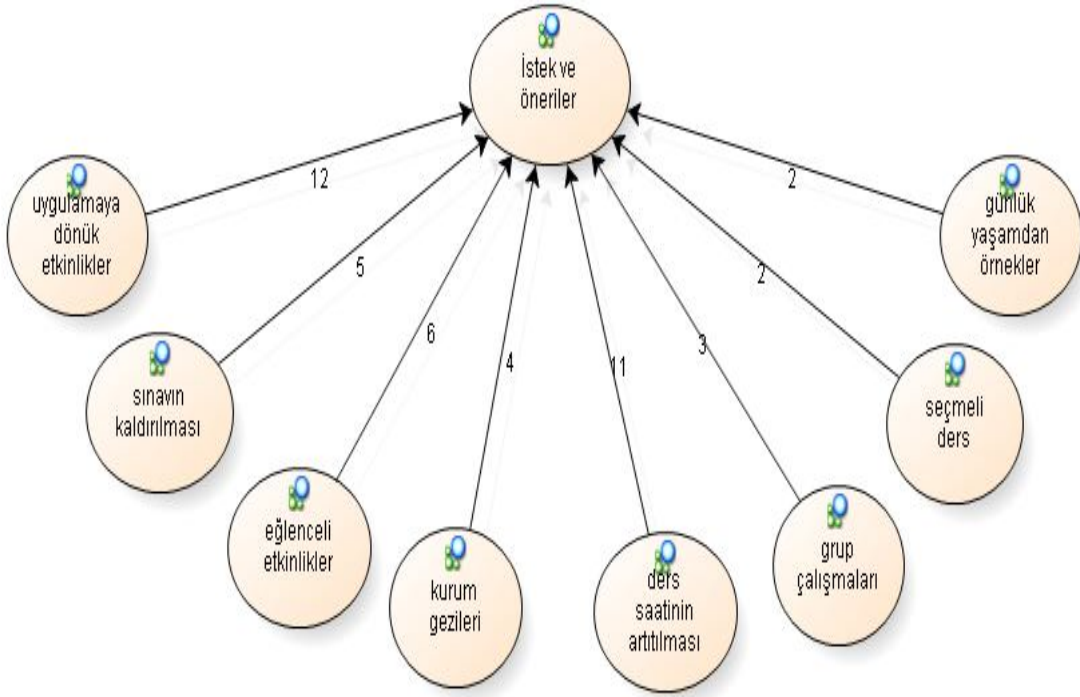 İstek ve
öneriler
12
2
uygulamaya
dönük
etkinlikler
günlük
yaşamdan
örnekler
5
2
6
4
11
3
sınavın
kaldırılması
seçmeli
ders
eğlenceli
etkinlikler
kurum
gezileri
ders
saatinin
artıtılması
grup
çalışmaları